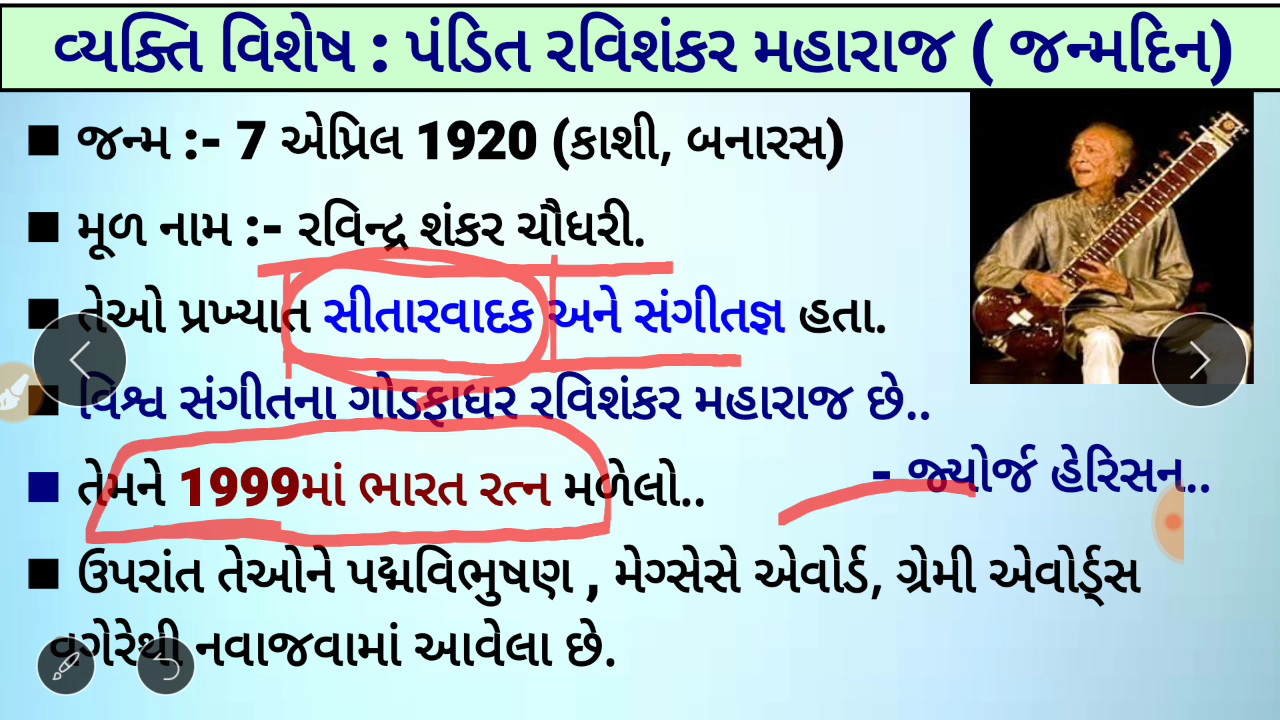 વ્યક્તિ વિશેષ : પંડિત રવિશંકર મહારાજ ( જન્મદિન)
■ જન્મ :- 7 એપ્રિલ 1920 (કાશી, બનારસ)
■ મૂળ નામ :- રવિન્દ્ર શંકર ચૌધરી.
■ તેઓ પ્રખ્યાત સીતારવાદક અને સંગીતજ્ઞ હતા.
■ વિશ્વ સંગીતના ગોડફાધર રવિશંકર મહારાજ છે..
- જ્યોર્જ હેરિસન..
■ તેમને 1999માં ભારત રત્ન મળેલો..
■ ઉપરાંત તેઓને પદ્મવિભુષણ , મેગ્સેસે એવોર્ડ, ગ્રેમી એવોર્ડ્સ
વગેરેથી નવાજવામાં આવેલા છે.